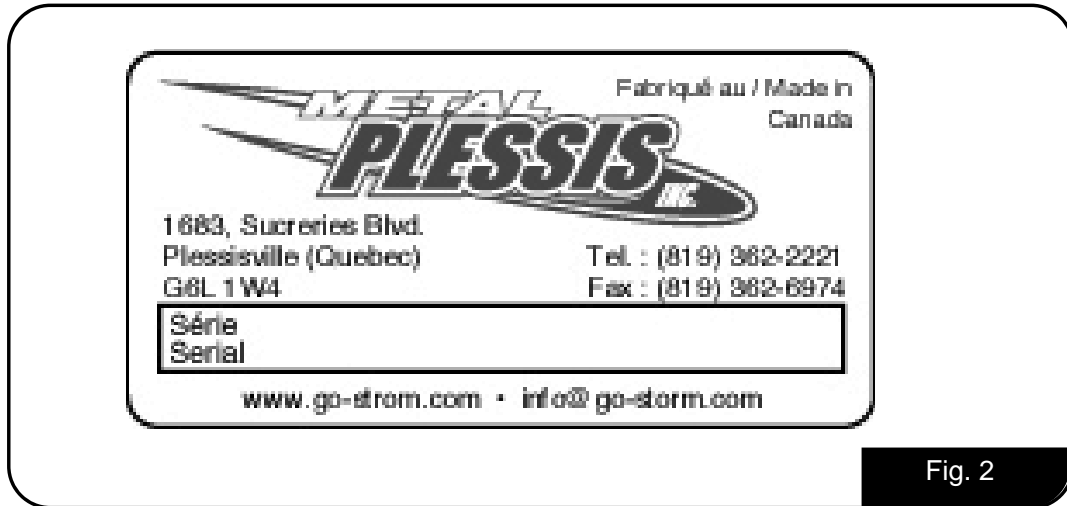 METAL
PLESSIS
INC.
Fabriqué au / Made in
Canada
1683, Sucreries Blvd.
Plessisville (Quebec)
G6L 1W4
Tel. : (819) 362-2221
Fax : (819) 362-6974
Série
Serial
www.go-strom.com • info@go-storm.com
Fig. 2